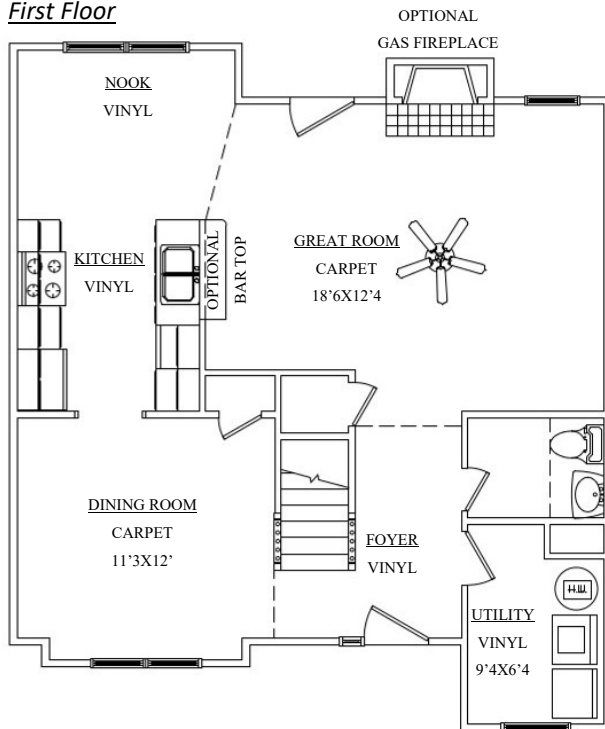 First Floor
OPTIONAL
GAS FIREPLACE
NOOK
VINYL
KITCHEN
VINYL
OPTIONAL
BAR TOP
GREAT ROOM
CARPET
18’6X12’4
DINING ROOM
CARPET
11’3X12’
FOYER
VINYL
H.W.
UTILITY
VINYL
9’4X6’4